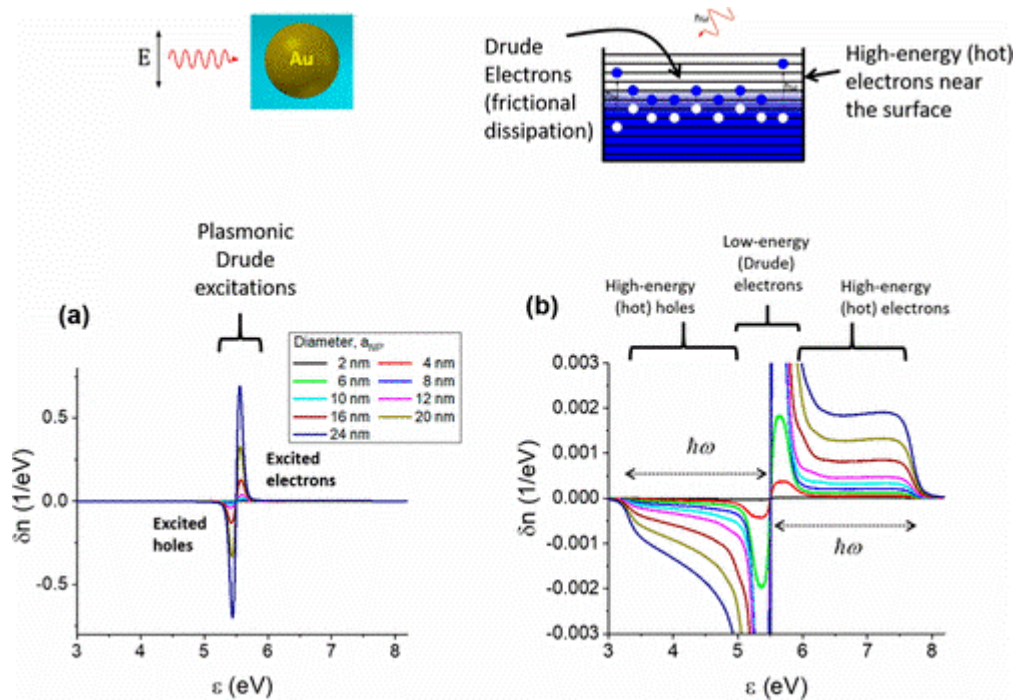 E
Au
ħω
Drude
Electrons
(frictional
dissipation)
High-energy (hot)
electrons near
the surface
Plasmonic
Drude
excitations
(a)
Diameter, a_NP
2 nm 4 nm
6 nm 8 nm
10 nm 12 nm
16 nm 20 nm
24 nm
Excited
electrons
Excited
holes
δn (1/eV)
0.5
0.0
-0.5
3 4 5 6 7 8
ε (eV)
Low-energy
(Drude)
electrons
High-energy
(hot) holes
High-energy
(hot) electrons
(b)
δn (1/eV)
0.003
0.002
0.001
0.000
-0.001
-0.002
-0.003
ħω
ħω
3 4 5 6 7 8
ε (eV)